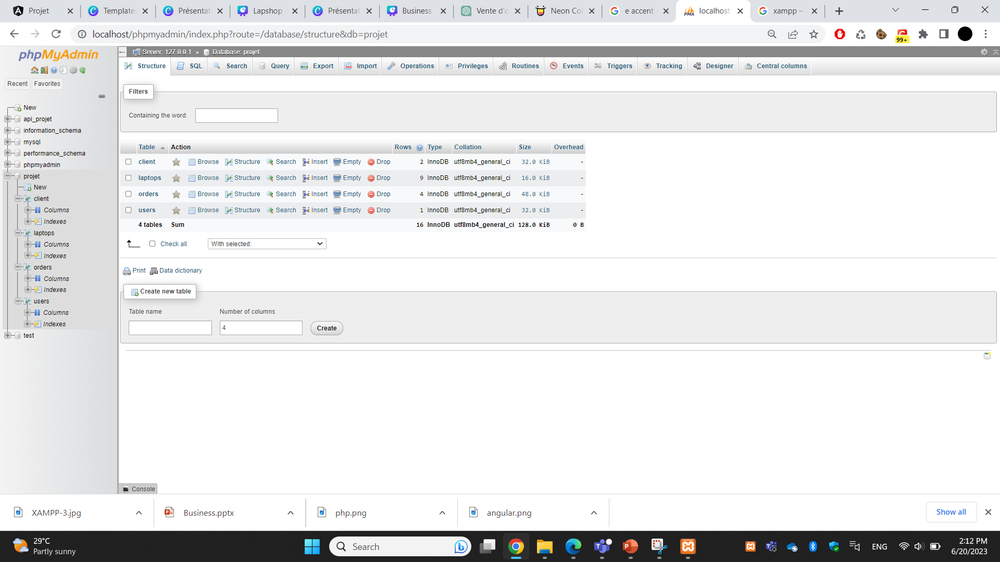 Projet
Templates
Présentat
Lapshop -
Présentat
Business
Vente d'o
Neon Co
e accent -
localhost
xampp –
localhost/phpmyadmin/index.php?route=/database/structure&db=projet
99+
phpMyAdmin
Recent Favorites
New
api_projet
information_schema
mysql
performance_schema
phpmyadmin
projet
New
client
Columns
Indexes
laptops
Columns
Indexes
orders
Columns
Indexes
users
Columns
Indexes
test
Server: 127.0.0.1 » Database: projet
Structure SQL Search Query Export Import Operations Privileges Routines Events Triggers Tracking Designer Central columns
Filters
Containing the word:
Table Action Rows Type Collation Size Overhead
client Browse Structure Search Insert Empty Drop 2 InnoDB utf8mb4_general_ci 32.0 KiB -
laptops Browse Structure Search Insert Empty Drop 9 InnoDB utf8mb4_general_ci 16.0 KiB -
orders Browse Structure Search Insert Empty Drop 4 InnoDB utf8mb4_general_ci 48.0 KiB -
users Browse Structure Search Insert Empty Drop 1 InnoDB utf8mb4_general_ci 32.0 KiB -
4 tables Sum 16 InnoDB utf8mb4_general_ci 128.0 KiB 0 B
Check all With selected:
Print Data dictionary
Create new table
Table name Number of columns
4 Create
Console
XAMPP-3.jpg Business.pptx php.png angular.png Show all
29°C
Partly sunny
Search
ENG
2:12 PM
6/20/2023